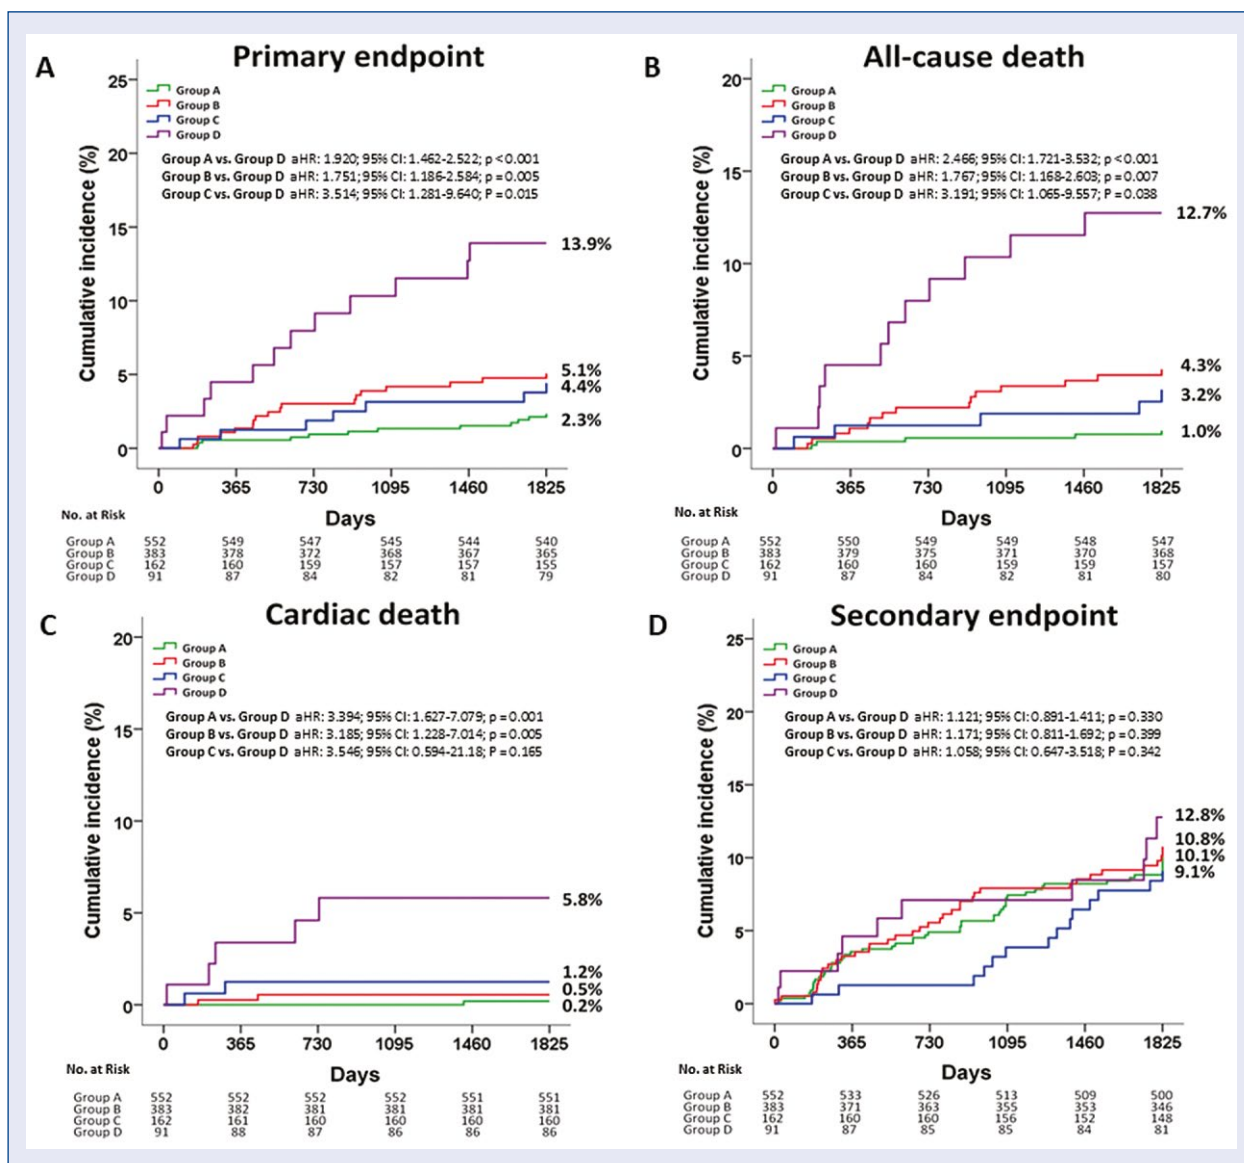 A
Primary endpoint
Cumulative incidence (%)
25
20
15
10
5
0
Group A
Group B
Group C
Group D
Group A vs. Group D aHR: 1.920; 95% CI: 1.462-2.522; p < 0.001
Group B vs. Group D aHR: 1.751; 95% CI: 1.186-2.584; p = 0.005
Group C vs. Group D aHR: 3.514; 95% CI: 1.281-9.640; P = 0.015
13.9%
5.1%
4.4%
2.3%
0 365 730 1095 1460 1825
Days
No. at Risk
Group A 552 549 547 545 544 540
Group B 383 378 372 368 367 365
Group C 162 160 159 157 157 155
Group D 91 87 84 82 81 79
B
All-cause death
Cumulative incidence (%)
20
15
10
5
0
Group A
Group B
Group C
Group D
Group A vs. Group D aHR: 2.466; 95% CI: 1.721-3.532; p < 0.001
Group B vs. Group D aHR: 1.767; 95% CI: 1.168-2.603; p = 0.007
Group C vs. Group D aHR: 3.191; 95% CI: 1.065-9.557; P = 0.038
12.7%
4.3%
3.2%
1.0%
0 365 730 1095 1460 1825
Days
No. at Risk
Group A 552 550 549 549 548 547
Group B 383 379 375 371 370 368
Group C 162 160 160 159 159 157
Group D 91 87 84 82 81 80
C
Cardiac death
Cumulative incidence (%)
20
15
10
5
0
Group A
Group B
Group C
Group D
Group A vs. Group D aHR: 3.394; 95% CI: 1.627-7.079; p = 0.001
Group B vs. Group D aHR: 3.185; 95% CI: 1.228-7.014; p = 0.005
Group C vs. Group D aHR: 3.546; 95% CI: 0.594-21.18; P = 0.165
5.8%
1.2%
0.5%
0.2%
0 365 730 1095 1460 1825
Days
No. at Risk
Group A 552 552 552 552 551 551
Group B 383 382 381 381 381 381
Group C 162 161 160 160 160 160
Group D 91 88 87 86 86 86
D
Secondary endpoint
Cumulative incidence (%)
25
20
15
10
5
0
Group A
Group B
Group C
Group D
Group A vs. Group D aHR: 1.121; 95% CI: 0.891-1.411; p = 0.330
Group B vs. Group D aHR: 1.171; 95% CI: 0.811-1.692; p = 0.399
Group C vs. Group D aHR: 1.058; 95% CI: 0.647-3.518; P = 0.342
12.8%
10.8%
10.1%
9.1%
0 365 730 1095 1460 1825
Days
No. at Risk
Group A 552 533 526 513 509 500
Group B 383 371 363 355 353 346
Group C 162 160 160 156 152 148
Group D 91 87 85 85 84 81